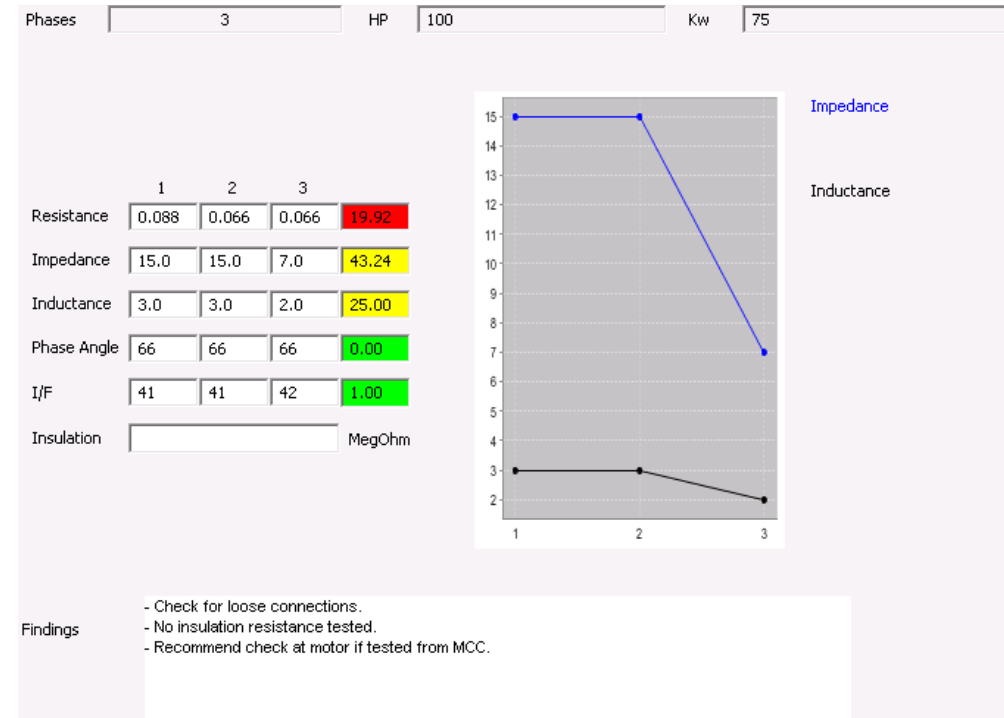 Phases 3 HP 100 Kw 75
Impedance
Inductance
1 2 3
Resistance 0.088 0.066 0.066 19.92
Impedance 15.0 15.0 7.0 43.24
Inductance 3.0 3.0 2.0 25.00
Phase Angle 66 66 66 0.00
I/F 41 41 42 1.00
Insulation MegOhm
15
14
13
12
11
10
9
8
7
6
5
4
3
2
1 2 3
Findings
- Check for loose connections.
- No insulation resistance tested.
- Recommend check at motor if tested from MCC.